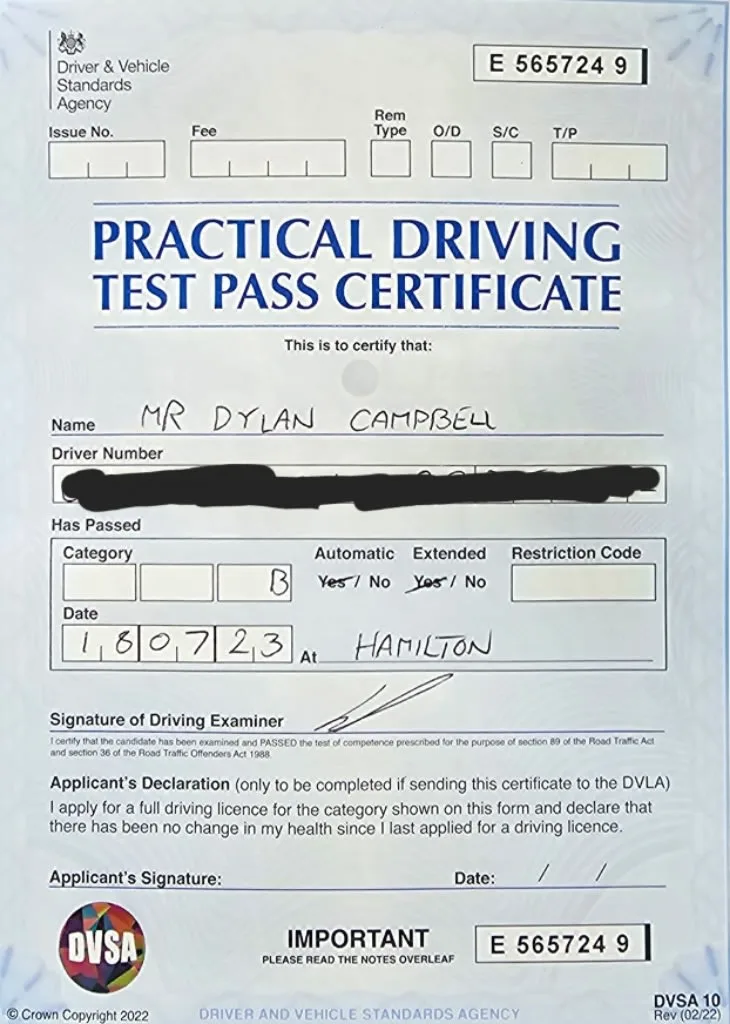 Driver & Vehicle
Standards
Agency
E 565724 9
Issue No. Fee Rem Type O/D S/C T/P
PRACTICAL DRIVING
TEST PASS CERTIFICATE
This is to certify that:
Name MR DYLAN CAMPBELL
Driver Number
Has Passed
Category Automatic Extended Restriction Code
B Yes / No Yes / No
Date
180723 At HAMILTON
Signature of Driving Examiner
I certify that the candidate has been examined and PASSED the test of competence prescribed for the purpose of section 89 of the Road Traffic Act
and section 36 of the Road Traffic Offenders Act 1988.
Applicant's Declaration (only to be completed if sending this certificate to the DVLA)
I apply for a full driving licence for the category shown on this form and declare that
there has been no change in my health since I last applied for a driving licence.
Applicant's Signature: Date: / /
DVSA
IMPORTANT
PLEASE READ THE NOTES OVERLEAF
E 565724 9
DVSA 10
© Crown Copyright 2022 DRIVER AND VEHICLE STANDARDS AGENCY Rev (02/22)